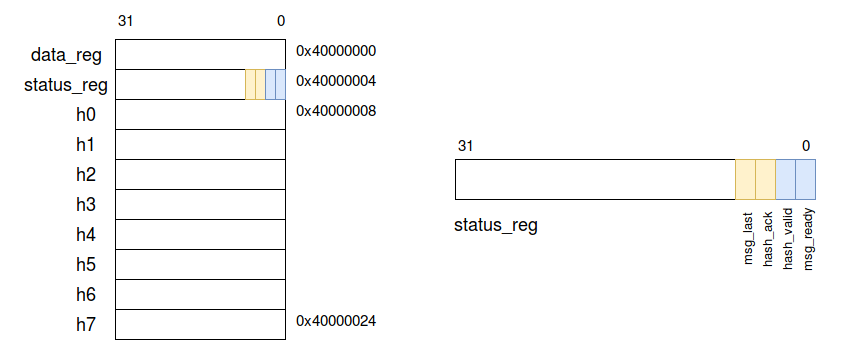 31 0
data_reg 0x40000000
status_reg 0x40000004
h0 0x40000008
h1
h2
h3
h4
h5
h6
h7 0x40000024
31 0
status_reg
msg_last
hash_ack
hash_valid
msg_ready